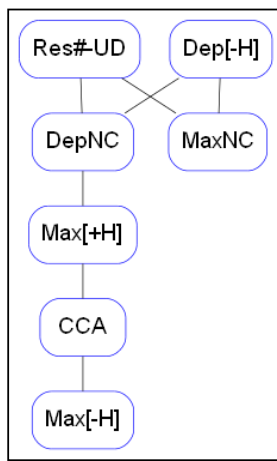 Res#-UD Dep[-H]
DepNC MaxNC
Max[+H]
CCA
Max[-H]